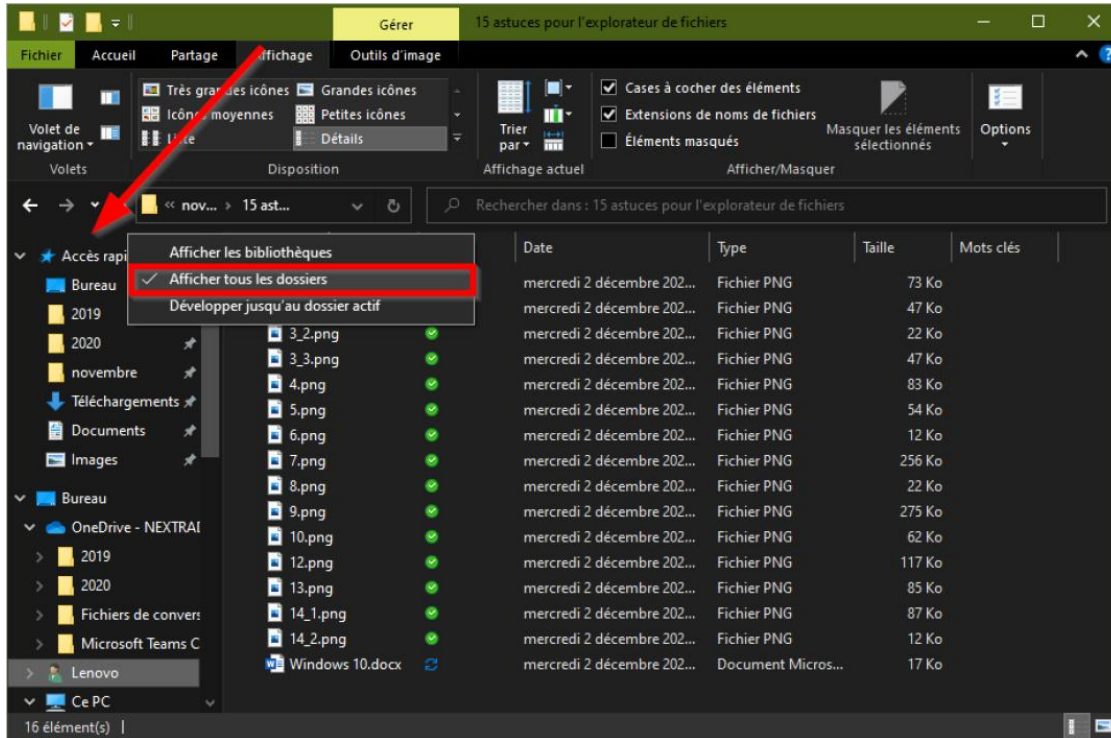 Gérer
15 astuces pour l'explorateur de fichiers
Fichier Accueil Partage Affichage Outils d'image
Très grandes icônes Grandes icônes
Icônes moyennes Petites icônes
Liste Détails
Volet de navigation
Trier par
Cases à cocher des éléments
Extensions de noms de fichiers
Éléments masqués
Masquer les éléments sélectionnés
Options
Volets Disposition Affichage actuel Afficher/Masquer
« nov... > 15 ast...
Rechercher dans : 15 astuces pour l'explorateur de fichiers
Date Type Taille Mots clés
Afficher les bibliothèques
Afficher tous les dossiers
Développer jusqu'au dossier actif
Accès rapi
Bureau
2019
2020
novembre
Téléchargements
Documents
Images
Bureau
OneDrive - NEXTRAI
2019
2020
Fichiers de convers
Microsoft Teams C
Lenovo
Ce PC
mercredi 2 décembre 202... Fichier PNG 73 Ko
mercredi 2 décembre 202... Fichier PNG 47 Ko
3_2.png mercredi 2 décembre 202... Fichier PNG 22 Ko
3_3.png mercredi 2 décembre 202... Fichier PNG 47 Ko
4.png mercredi 2 décembre 202... Fichier PNG 83 Ko
5.png mercredi 2 décembre 202... Fichier PNG 54 Ko
6.png mercredi 2 décembre 202... Fichier PNG 12 Ko
7.png mercredi 2 décembre 202... Fichier PNG 256 Ko
8.png mercredi 2 décembre 202... Fichier PNG 22 Ko
9.png mercredi 2 décembre 202... Fichier PNG 275 Ko
10.png mercredi 2 décembre 202... Fichier PNG 62 Ko
12.png mercredi 2 décembre 202... Fichier PNG 117 Ko
13.png mercredi 2 décembre 202... Fichier PNG 85 Ko
14_1.png mercredi 2 décembre 202... Fichier PNG 87 Ko
14_2.png mercredi 2 décembre 202... Fichier PNG 12 Ko
Windows 10.docx mercredi 2 décembre 202... Document Micros... 17 Ko
16 élément(s)